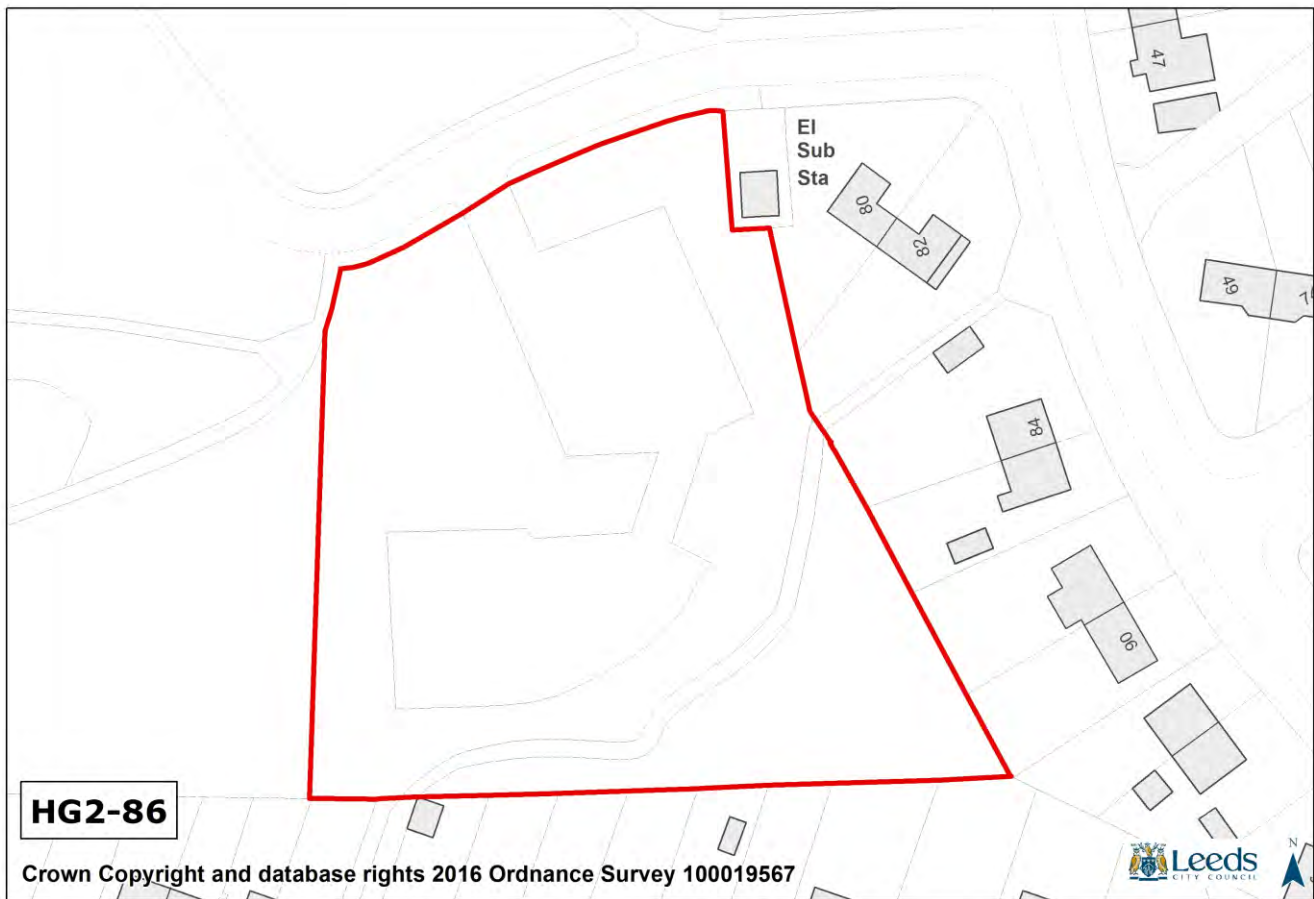 47
El
Sub
Sta
80
82
49
84
90
HG2-86
Crown Copyright and database rights 2016 Ordnance Survey 100019567
Leeds
CITY COUNCIL
N